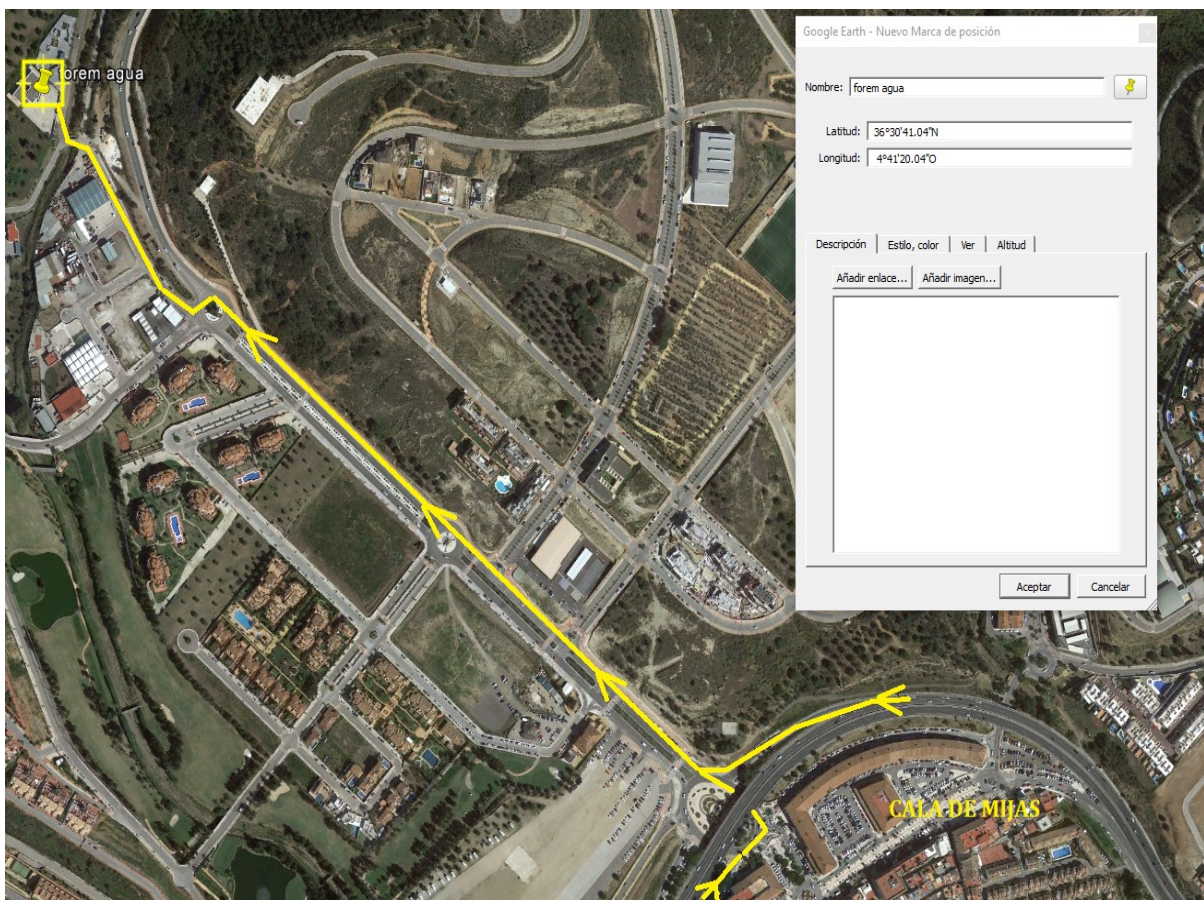 forem agua
Google Earth - Nuevo Marca de posición
Nombre: forem agua
Latitud: 36°30'41.04"N
Longitud: 4°41'20.04"O
Descripción Estilo, color Ver Altitud
Añadir enlace... Añadir imagen...
Aceptar Cancelar
CALA DE MIJAS